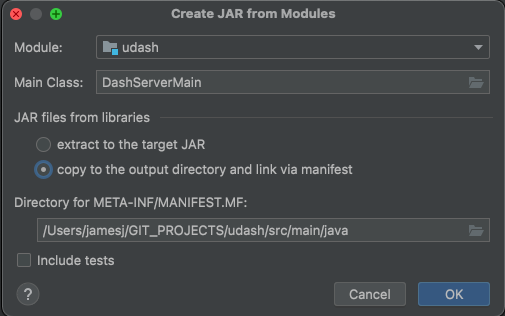 Create JAR from Modules
Module: udash
Main Class: DashServerMain
JAR files from libraries
extract to the target JAR
copy to the output directory and link via manifest
Directory for META-INF/MANIFEST.MF:
/Users/jamesj/GIT_PROJECTS/udash/src/main/java
Include tests
? Cancel OK